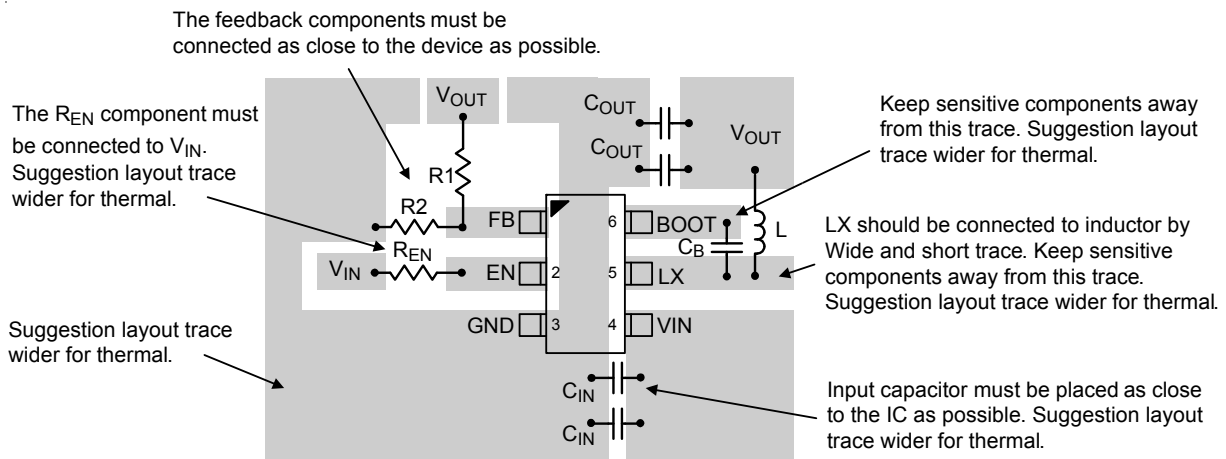 The feedback components must be
connected as close to the device as possible.
The REN component must
be connected to VIN.
Suggestion layout trace
wider for thermal.
VOUT
COUT
COUT
VOUT
Keep sensitive components away
from this trace. Suggestion layout
trace wider for thermal.
R1
R2
FB
6
BOOT
CB
L
REN
VIN
EN
2
5
LX
LX should be connected to inductor by
Wide and short trace. Keep sensitive
components away from this trace.
Suggestion layout trace wider for thermal.
GND
3
4
VIN
Suggestion layout trace
wider for thermal.
CIN
CIN
Input capacitor must be placed as close
to the IC as possible. Suggestion layout
trace wider for thermal.